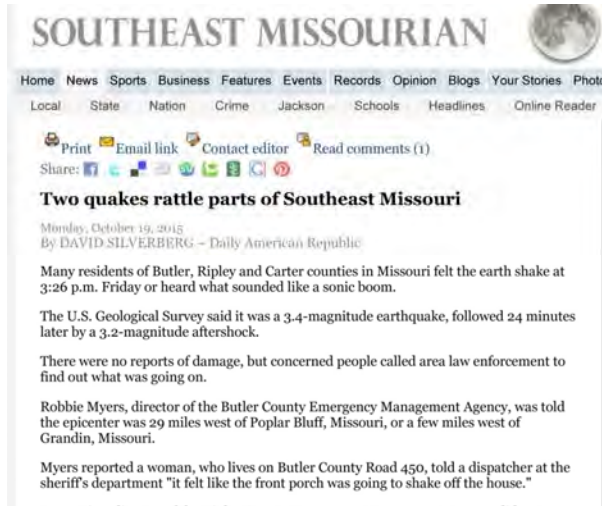 SOUTHEAST MISSOURIAN
Home News Sports Business Features Events Records Opinion Blogs Your Stories Photo
Local State Nation Crime Jackson Schools Headlines Online Reader
Print Email link Contact editor Read comments (1)
Share:
Two quakes rattle parts of Southeast Missouri
Monday, October 19, 2015
By DAVID SILVERBERG ~ Daily American Republic
Many residents of Butler, Ripley and Carter counties in Missouri felt the earth shake at
3:26 p.m. Friday or heard what sounded like a sonic boom.
The U.S. Geological Survey said it was a 3.4-magnitude earthquake, followed 24 minutes
later by a 3.2-magnitude aftershock.
There were no reports of damage, but concerned people called area law enforcement to
find out what was going on.
Robbie Myers, director of the Butler County Emergency Management Agency, was told
the epicenter was 29 miles west of Poplar Bluff, Missouri, or a few miles west of
Grandin, Missouri.
Myers reported a woman, who lives on Butler County Road 450, told a dispatcher at the
sheriff's department "it felt like the front porch was going to shake off the house."